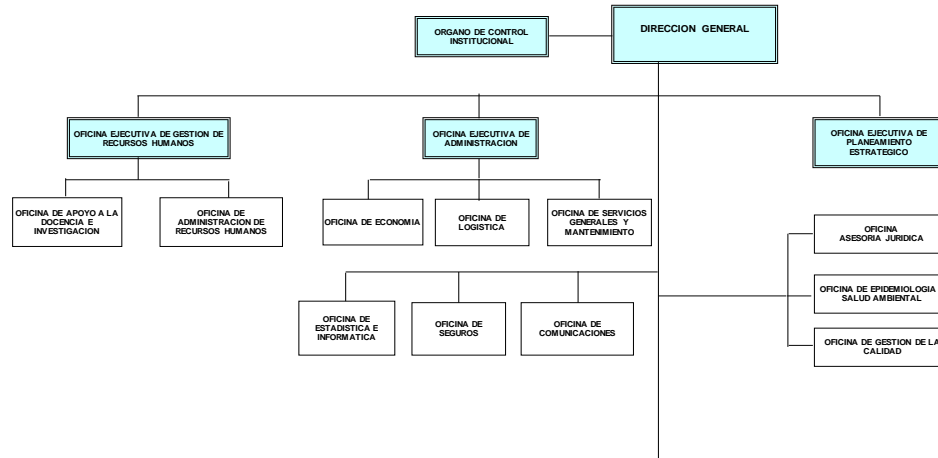 ORGANO DE CONTROL
INSTITUCIONAL
DIRECCION GENERAL
OFICINA EJECUTIVA DE GESTION DE
RECURSOS HUMANOS
OFICINA EJECUTIVA DE
ADMINISTRACION
OFICINA EJECUTIVA DE
PLANEAMIENTO
ESTRATEGICO
OFICINA DE APOYO A LA
DOCENCIA E
INVESTIGACION
OFICINA DE
ADMINISTRACION DE
RECURSOS HUMANOS
OFICINA DE ECONOMIA
OFICINA DE
LOGISTICA
OFICINA DE SERVICIOS
GENERALES Y
MANTENIMIENTO
OFICINA
ASESORIA JURIDICA
OFICINA DE EPIDEMIOLOGIA
SALUD AMBIENTAL
OFICINA DE GESTION DE LA
CALIDAD
OFICINA DE
ESTADISTICA E
INFORMATICA
OFICINA DE
SEGUROS
OFICINA DE
COMUNICACIONES